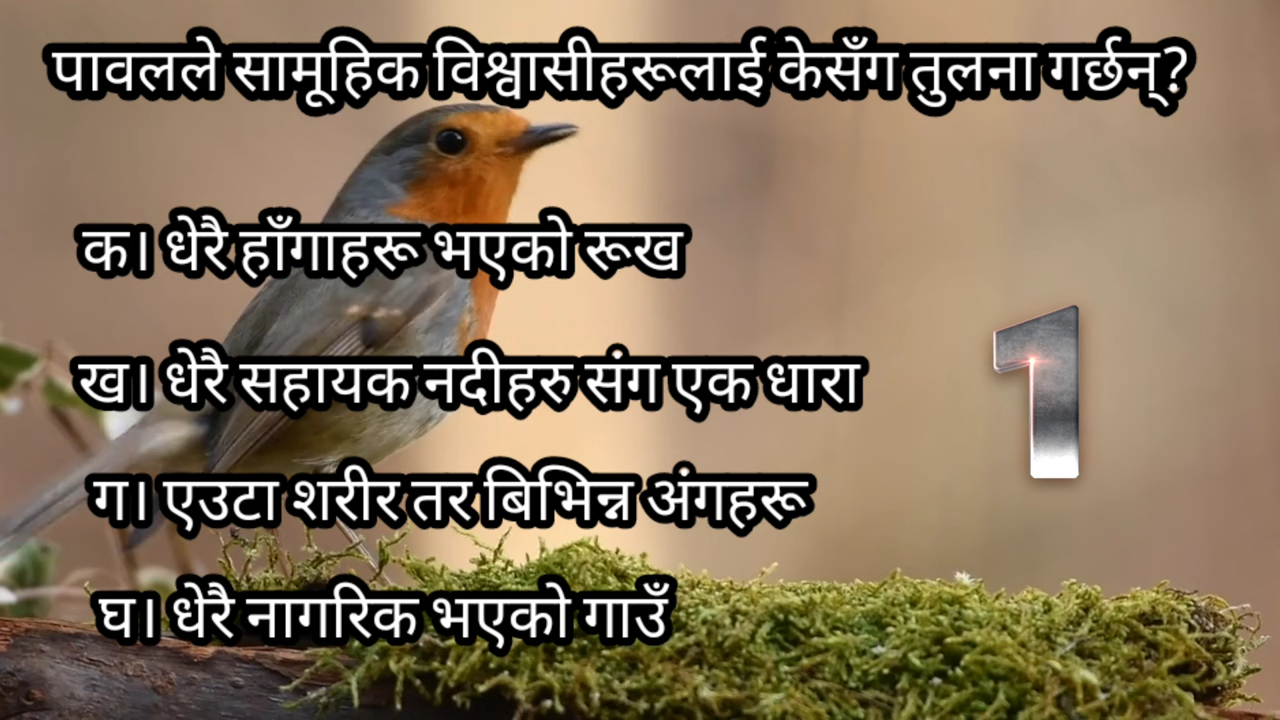 पावलले सामूहिक विश्वासीहरूलाई केसँग तुलना गर्छन्?
क। धेरै हाँगाहरू भएको रूख
ख। धेरै सहायक नदीहरु संग एक धारा
1
ग। एउटा शरीर तर बिभिन्न अंगहरू
घ। धेरै नागरिक भएको गाउँ